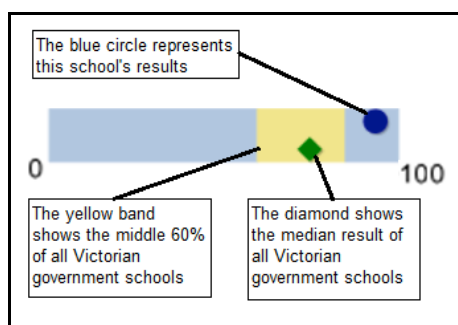 The blue circle represents
this school's results
0
100
The yellow band
shows the middle 60%
of all Victorian
government schools
The diamond shows
the median result of
all Victorian
government schools